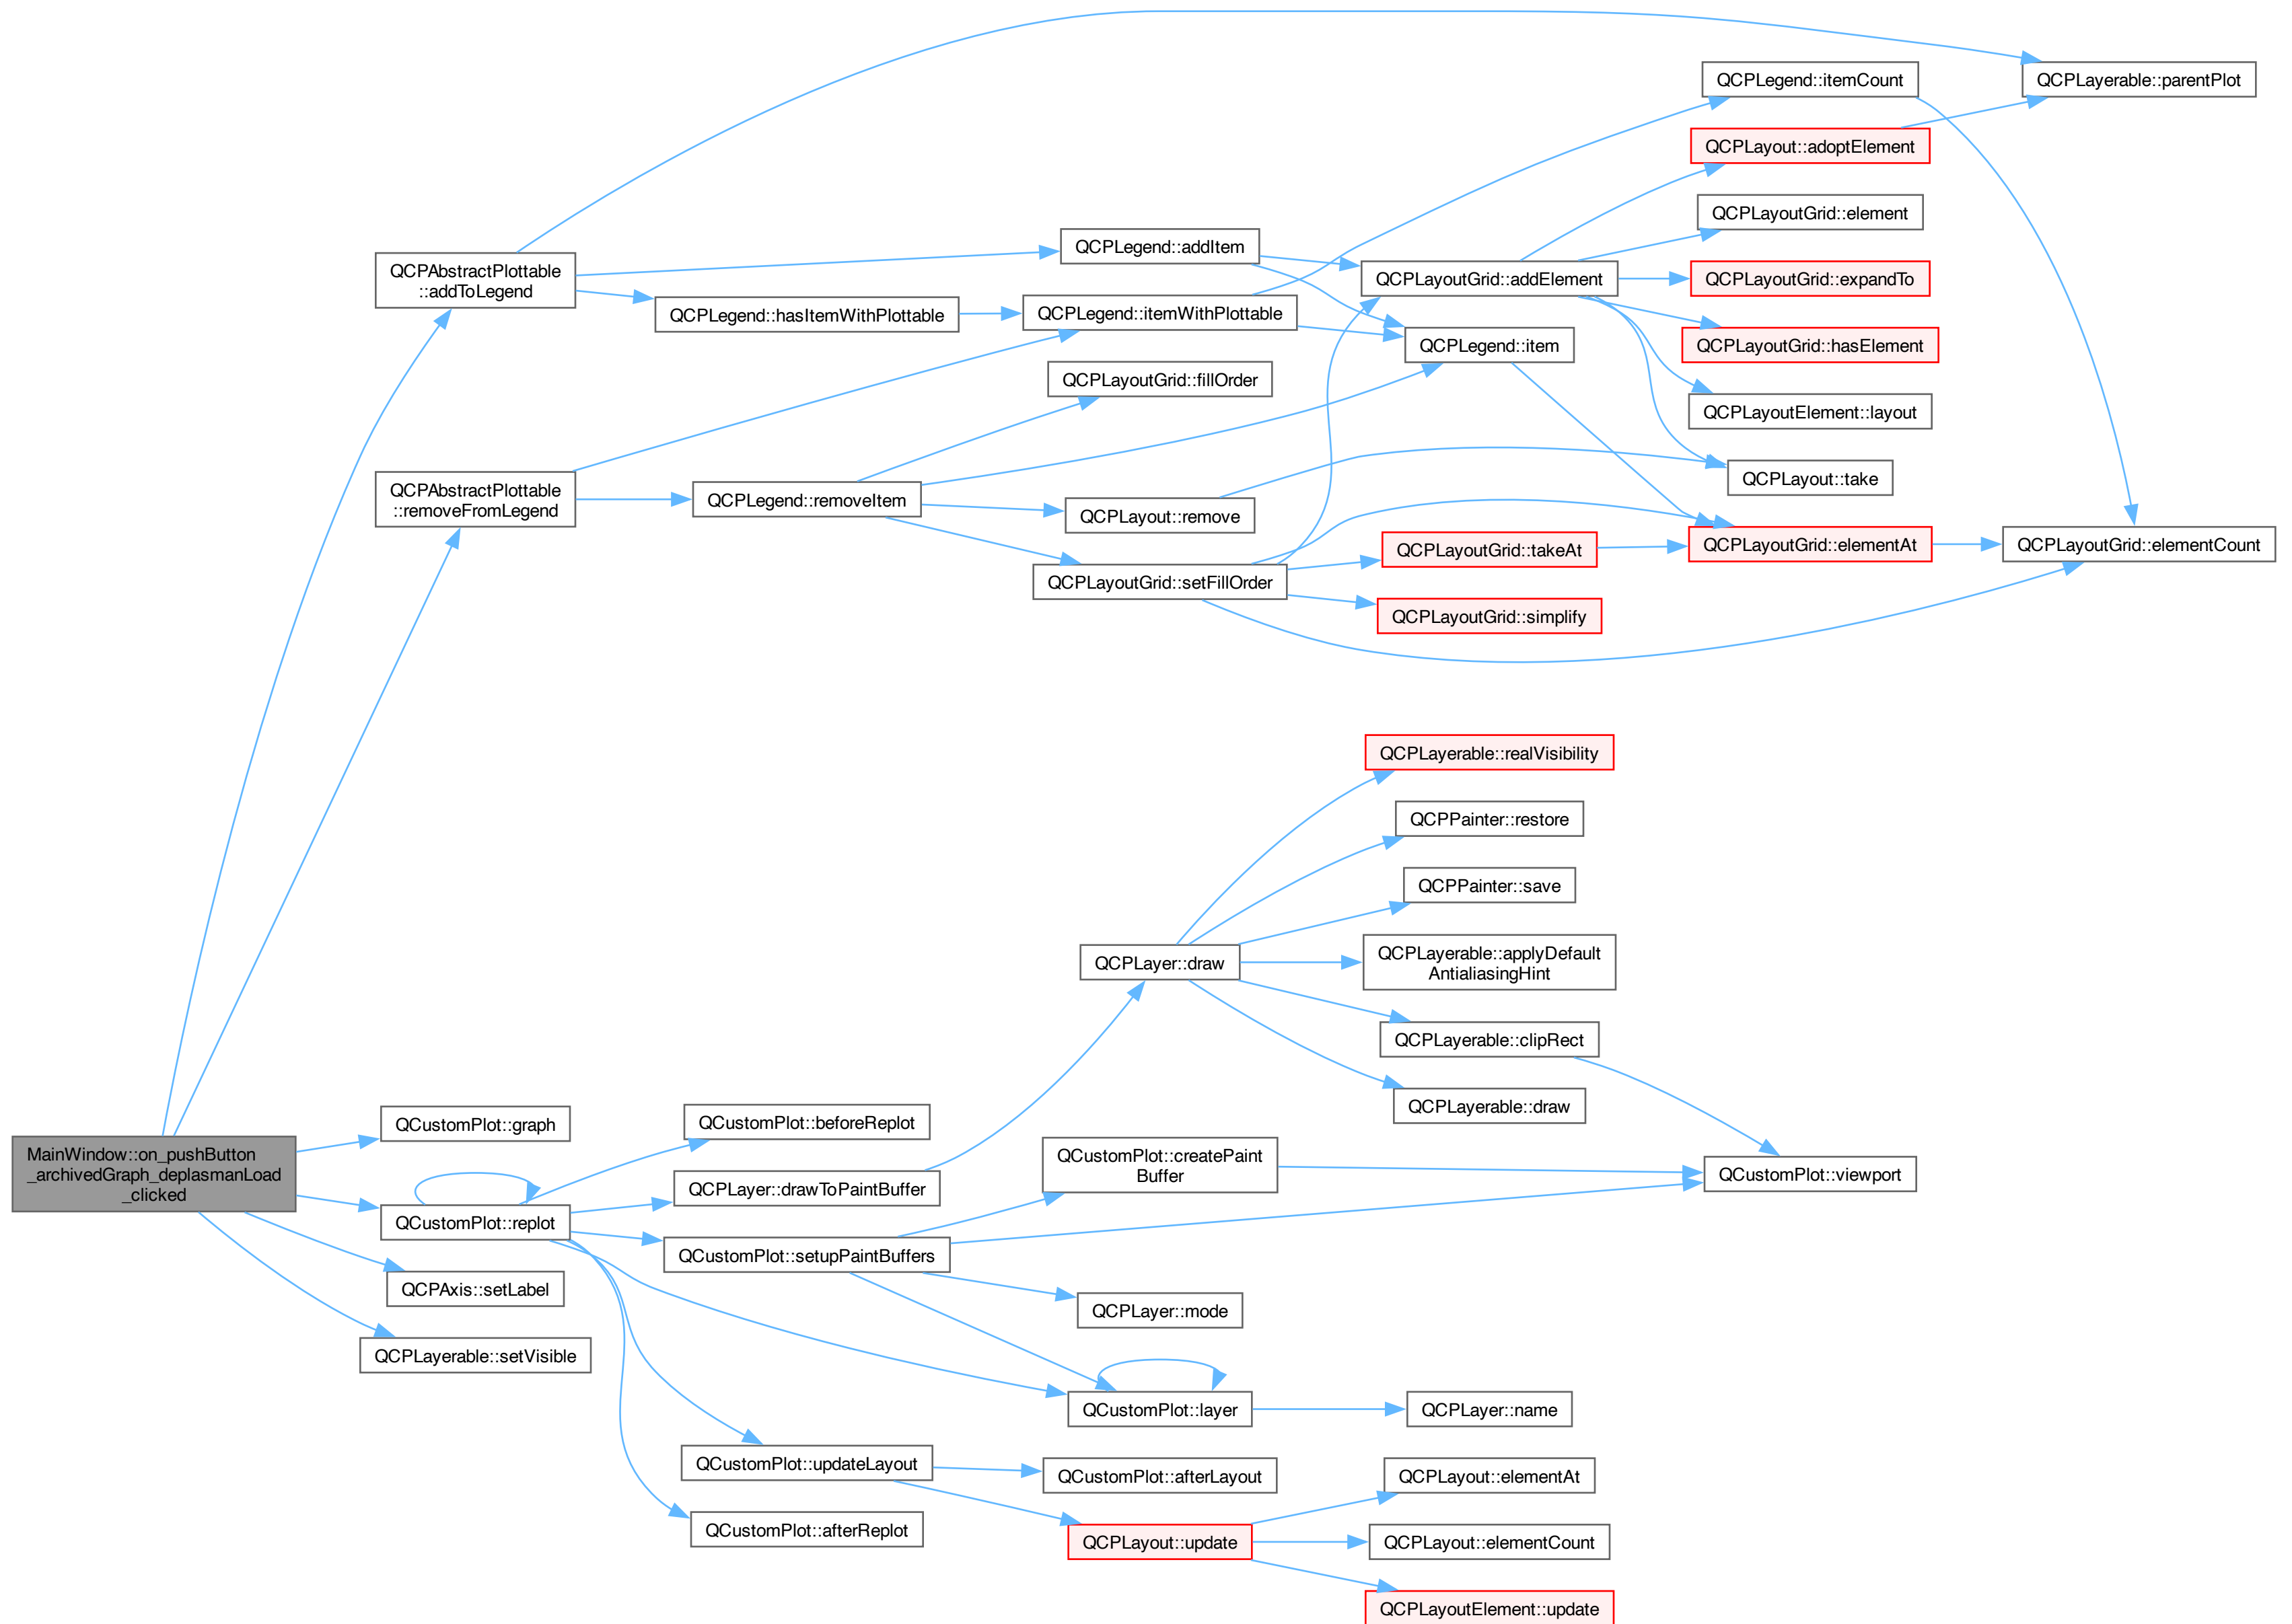 MainWindow::on_pushButton
_archivedGraph_deplasmanLoad
_clicked
QCPAbstractPlottable
::addToLegend
QCPAbstractPlottable
::removeFromLegend
QCustomPlot::graph
QCustomPlot::replot
QCPAxis::setLabel
QCPLayerable::setVisible
QCPLegend::hasItemWithPlottable
QCPLegend::removeItem
QCustomPlot::beforeReplot
QCPLayer::drawToPaintBuffer
QCustomPlot::setupPaintBuffers
QCustomPlot::updateLayout
QCustomPlot::afterReplot
QCPLegend::addItem
QCPLegend::itemWithPlottable
QCPLayoutGrid::fillOrder
QCPLayout::remove
QCPLayoutGrid::setFillOrder
QCPLayer::draw
QCustomPlot::createPaint
Buffer
QCPLayer::mode
QCustomPlot::layer
QCustomPlot::afterLayout
QCPLayout::update
QCPLayoutGrid::addElement
QCPLegend::item
QCPLayoutGrid::takeAt
QCPLayoutGrid::simplify
QCPLayerable::realVisibility
QCPPainter::restore
QCPPainter::save
QCPLayerable::applyDefault
AntialiasingHint
QCPLayerable::clipRect
QCPLayerable::draw
QCPLayer::name
QCPLayout::elementAt
QCPLayout::elementCount
QCPLayoutElement::update
QCPLegend::itemCount
QCPLayout::adoptElement
QCPLayoutGrid::element
QCPLayoutGrid::expandTo
QCPLayoutGrid::hasElement
QCPLayoutElement::layout
QCPLayout::take
QCPLayoutGrid::elementAt
QCustomPlot::viewport
QCPLayerable::parentPlot
QCPLayoutGrid::elementCount